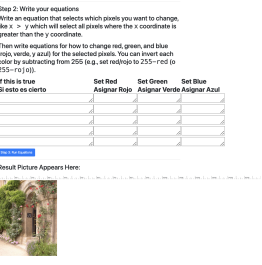 Step 2: Write your equations
Write an equation that selects which pixels you want to change,
like x > y which will select all pixels where the x coordinate is
greater than the y coordinate.
Then write equations for how to change red, green, and blue
(rojo, verde, y azul) for the selected pixels. You can invert each
color by subtracting from 255 (e.g., set red/rojo to 255-red (o
255-rojo)).
If this is true Set Red Set Green Set Blue
Si esto es cierto Asignar Rojo Asignar Verde Asignar Azul
Result Picture Appears Here: